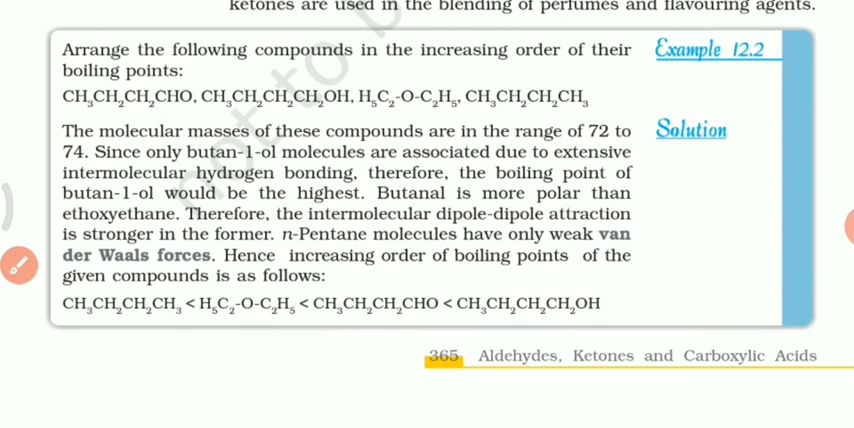 ketones are used in the blending of perfumes and flavouring agents.
Arrange the following compounds in the increasing order of their
boiling points:
CH₃CH₂CH₂CHO, CH₃CH₂CH₂CH₂OH, H₅C₂-O-C₂H₅, CH₃CH₂CH₂CH₃
Example 12.2
The molecular masses of these compounds are in the range of 72 to
74. Since only butan-1-ol molecules are associated due to extensive
intermolecular hydrogen bonding, therefore, the boiling point of
butan-1-ol would be the highest. Butanal is more polar than
ethoxyethane. Therefore, the intermolecular dipole-dipole attraction
is stronger in the former. n-Pentane molecules have only weak van
der Waals forces. Hence increasing order of boiling points of the
given compounds is as follows:
CH₃CH₂CH₂CH₃ < H₅C₂-O-C₂H₅ < CH₃CH₂CH₂CHO < CH₃CH₂CH₂CH₂OH
Solution
not to b
365 Aldehydes, Ketones and Carboxylic Acids